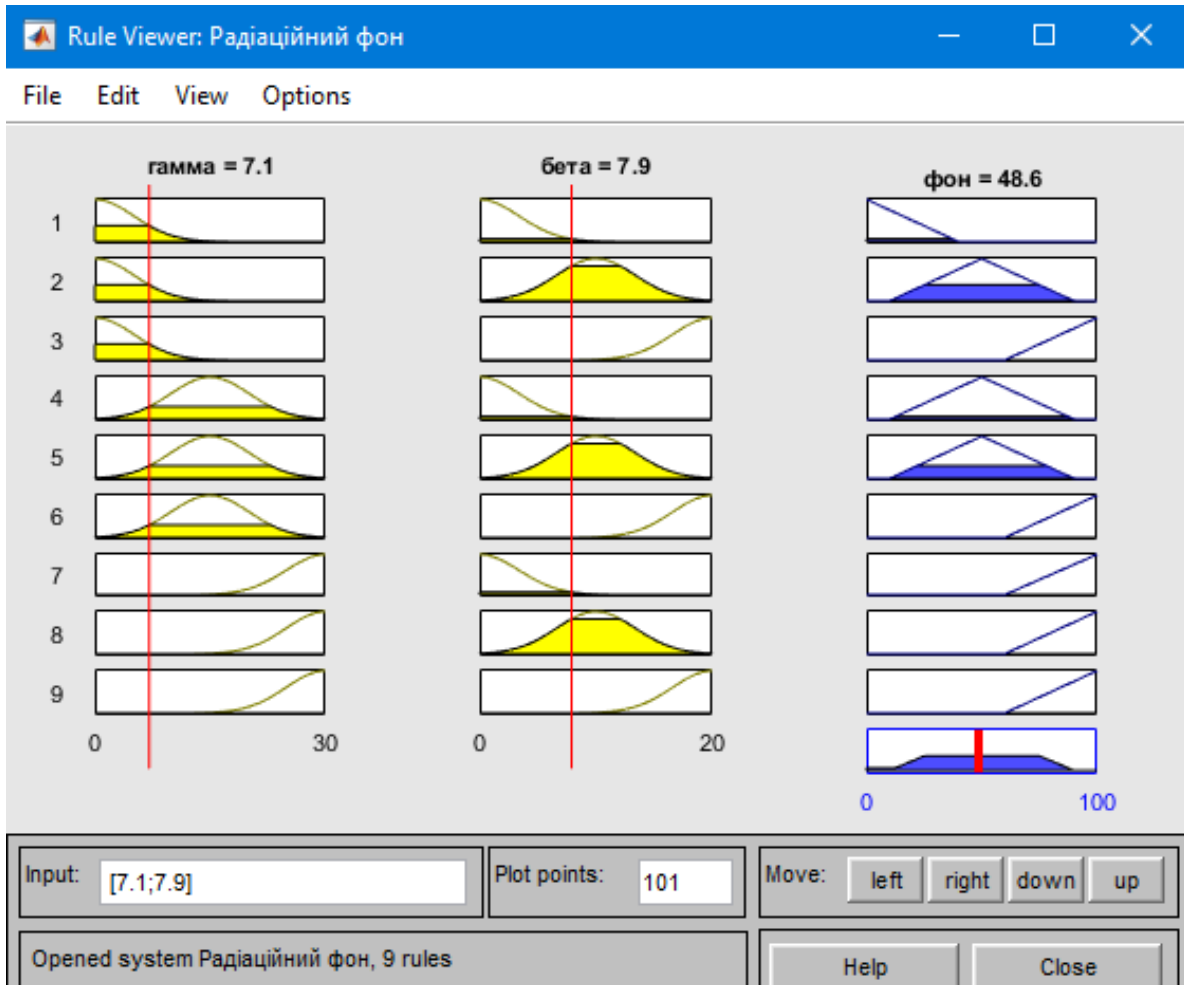 Rule Viewer: Радіаційний фон
File Edit View Options
гамма = 7.1 бета = 7.9 фон = 48.6
1
2
3
4
5
6
7
8
9
0 30 0 20
0 100
Input: [7.1;7.9] Plot points: 101 Move: left right down up
Opened system Радіаційний фон, 9 rules Help Close